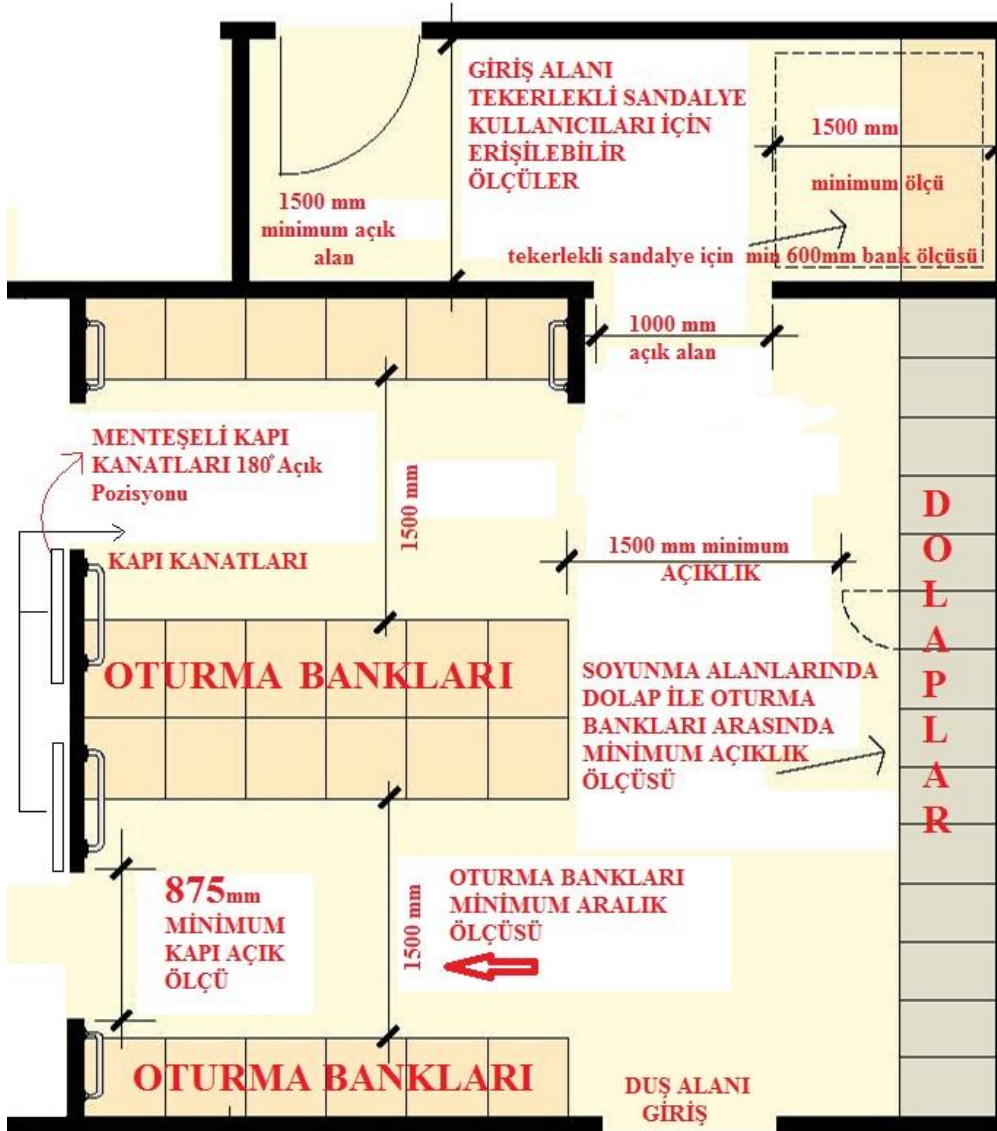 GİRİŞ ALANI
TEKERLEKLİ SANDALYE
KULLANICILARI İÇİN
ERİŞİLEBİLİR
ÖLÇÜLER
1500 mm
minimum ölçü
1500 mm
minimum açık
alan
tekerlekli sandalye için min 600mm bank ölçüsü
1000 mm
açık alan
MENTEŞELİ KAPI
KANATLARI 180° Açık
Pozisyonu
1500 mm
KAPI KANATLARI
1500 mm minimum
AÇIKLIK
DOLAPLAR
OTURMA BANKLARI
SOYUNMA ALANLARINDA
DOLAP İLE OTURMA
BANKLARI ARASINDA
MİNİMUM AÇIKLIK
ÖLÇÜSÜ
875mm
MİNİMUM
KAPI AÇIK
ÖLÇÜ
1500 mm
OTURMA BANKLARI
MİNİMUM ARALIK
ÖLÇÜSÜ
OTURMA BANKLARI
DUŞ ALANI
GİRİŞ